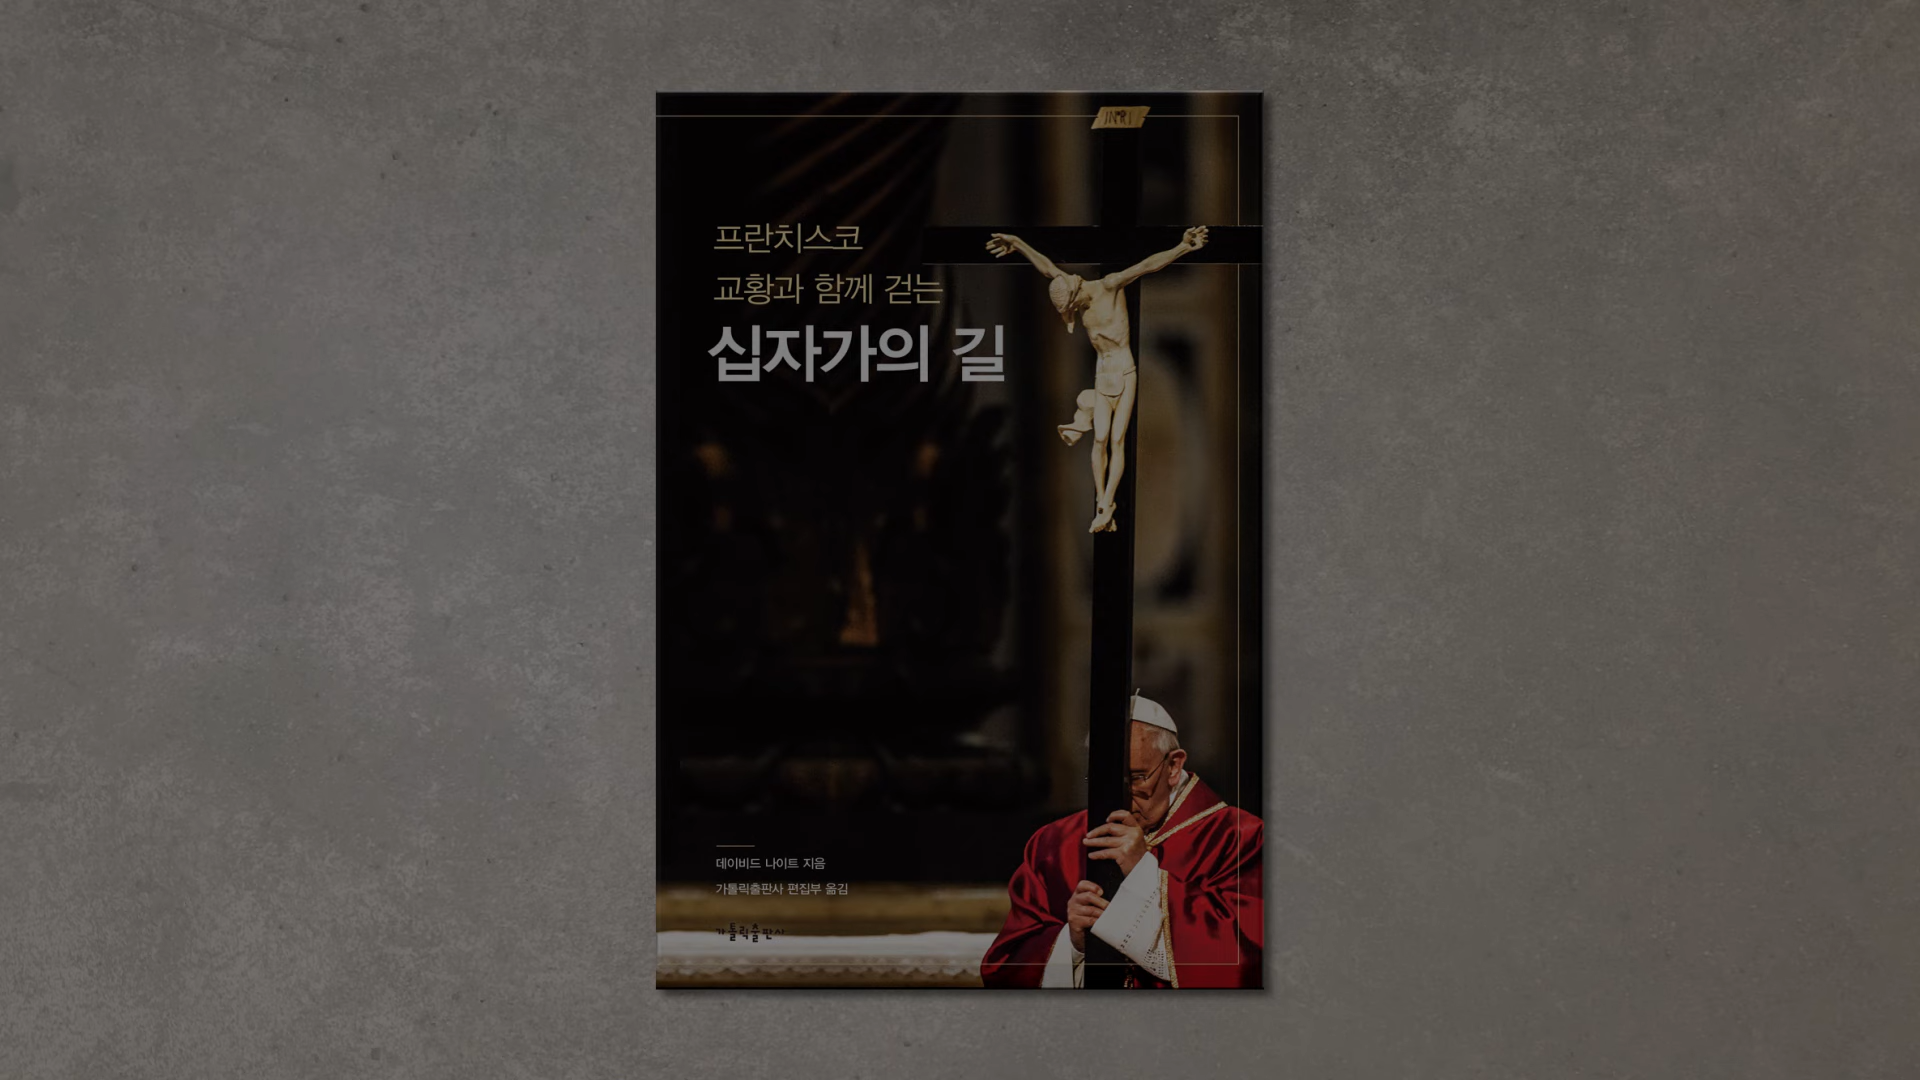 INRI
프란치스코
교황과 함께 걷는
십자가의 길
데이비드 나이트 지음
가톨릭출판사 편집부 옮김
가톨릭출판사